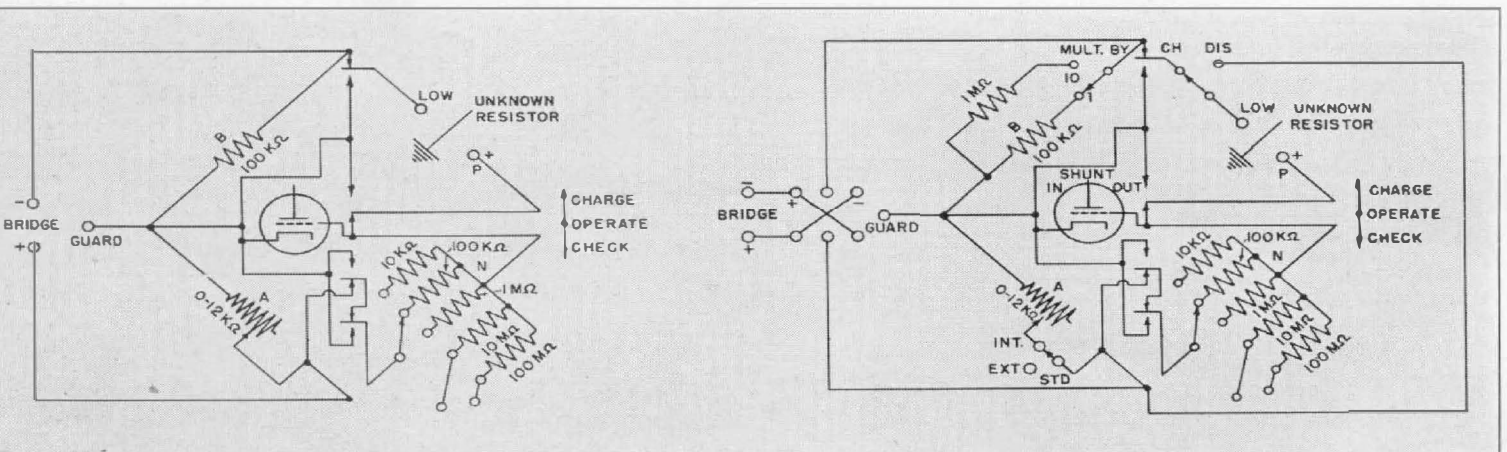 LOW
UNKNOWN
RESISTOR
B
100 KΩ
+
P
-
BRIDGE
+
GUARD
CHARGE
OPERATE
CHECK
10 KΩ
100 KΩ
N
1 MΩ
10 MΩ
100 MΩ
A
0-12 KΩ
MULT. BY
CH
DIS
10
1
1 MΩ
LOW
UNKNOWN
RESISTOR
B
100 KΩ
+
P
SHUNT
IN
OUT
-
+
-
BRIDGE
+
GUARD
CHARGE
OPERATE
CHECK
10 KΩ
100 KΩ
N
1 MΩ
10 MΩ
100 MΩ
A
0-12 KΩ
INT.
EXT
STD